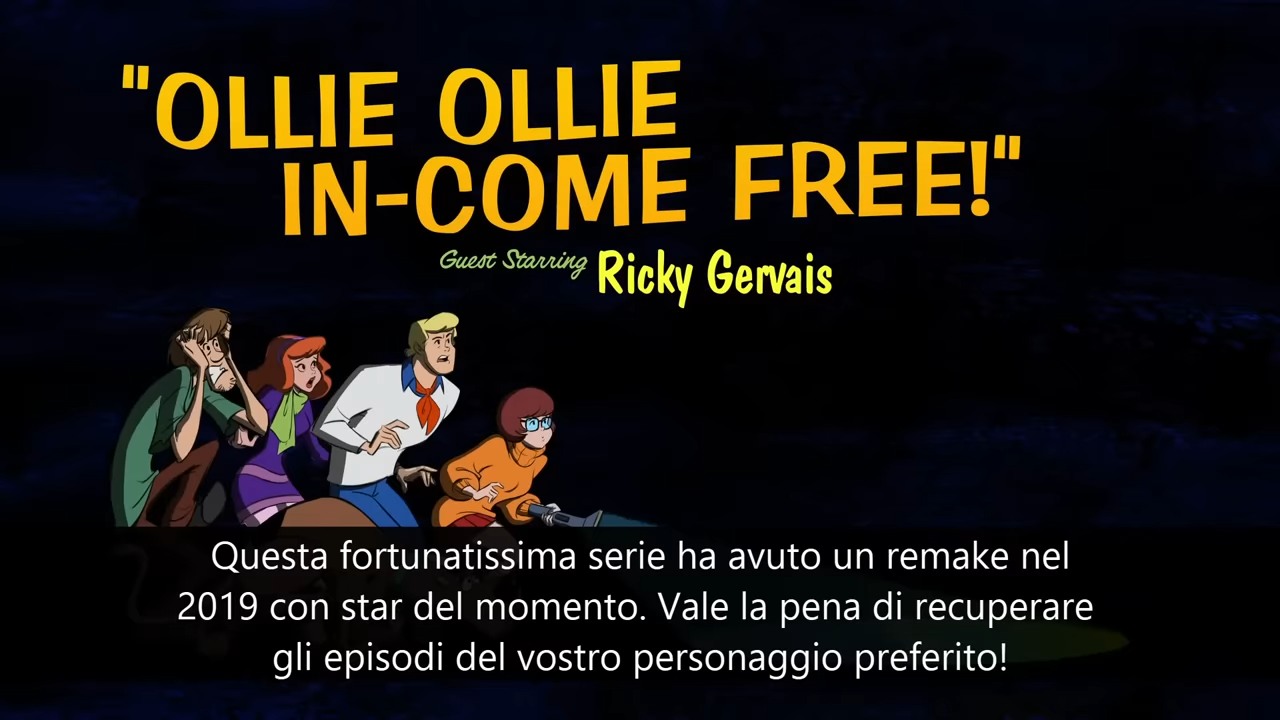 "OLLIE OLLIE
IN-COME FREE!"
Guest Starring Ricky Gervais
Questa fortunatissima serie ha avuto un remake nel
2019 con star del momento. Vale la pena di recuperare
gli episodi del vostro personaggio preferito!